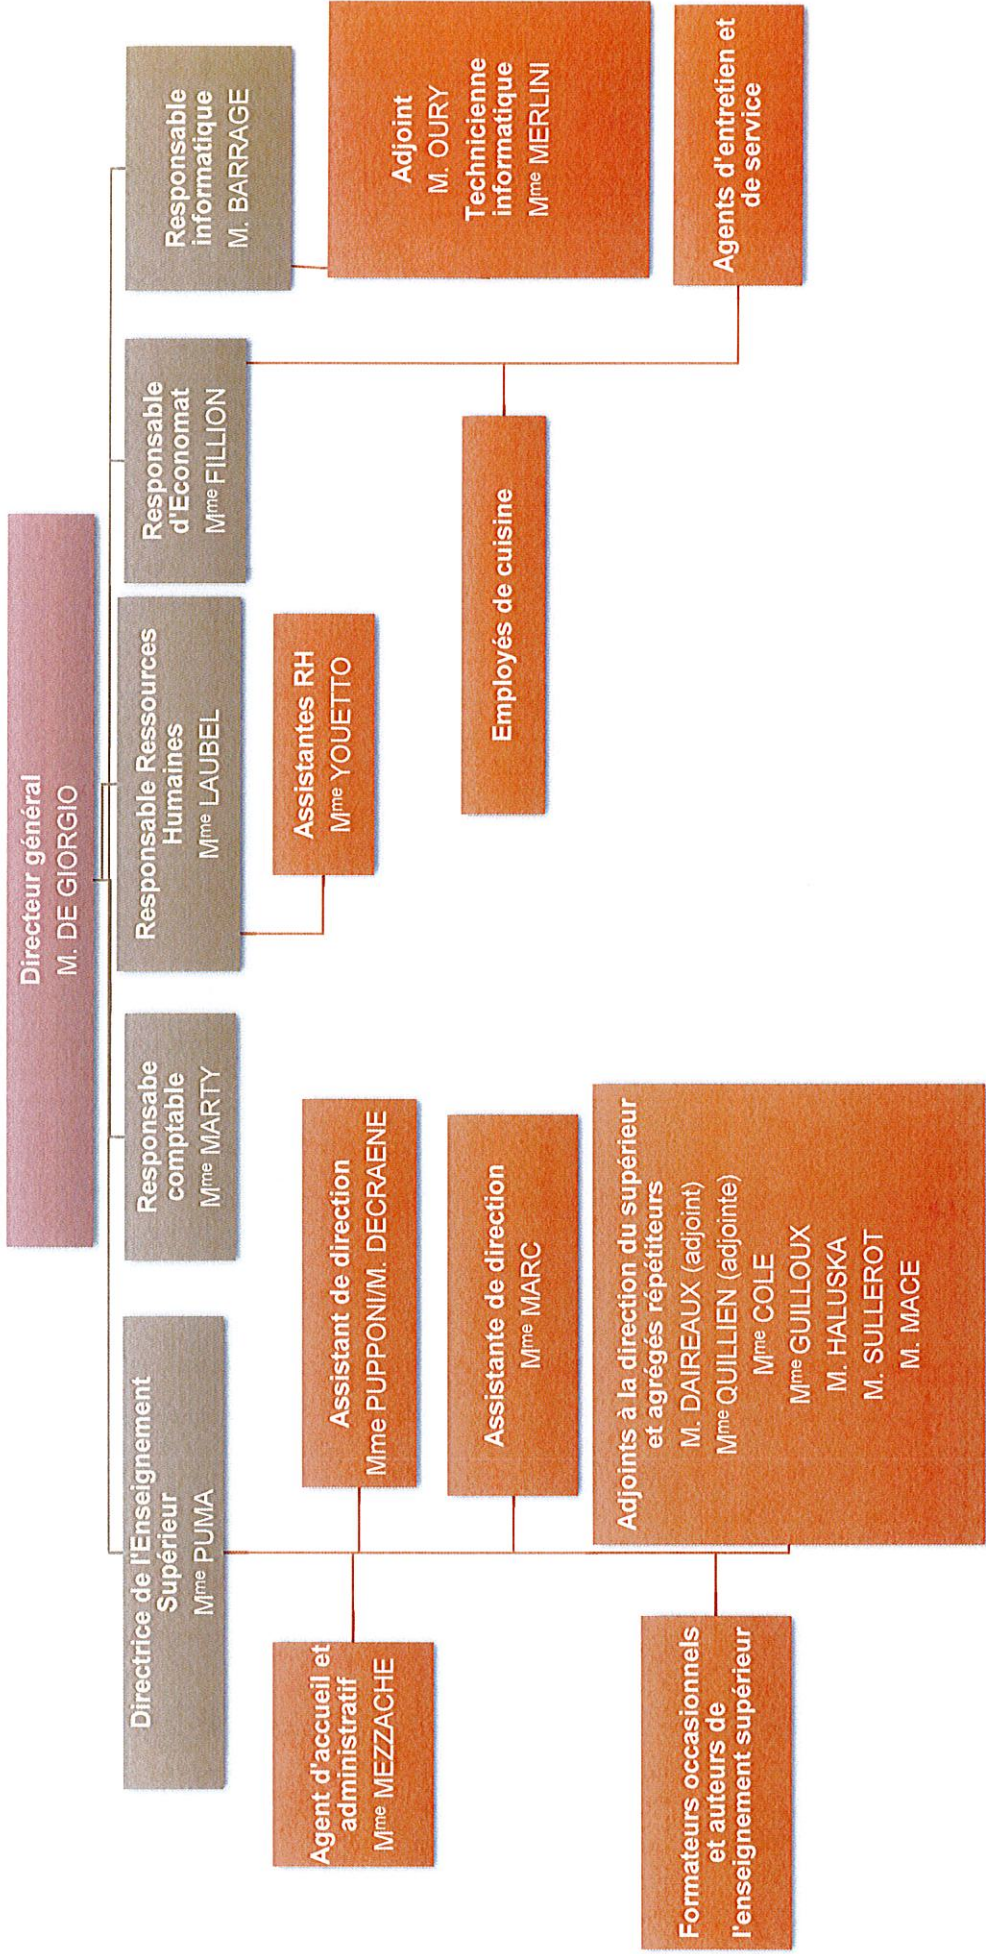 Directeur général
M. DE GIORGIO
Directrice de l'Enseignement
Supérieur
Mme PUMA
Responsabe
comptable
Mme MARTY
Responsable Ressources
Humaines
Mme LAUBEL
Responsable
d'Economat
Mme FILLION
Responsable
informatique
M. BARRAGE
Agent d'accueil et
administratif
Mme MEZZACHE
Assistant de direction
Mme PUPPONI/M. DECRAENE
Assistante de direction
Mme MARC
Formateurs occasionnels
et auteurs de
l'enseignement supérieur
Adjoints à la direction du supérieur
et agrégés répétiteurs
M. DAIREAUX (adjoint)
Mme QUILLIEN (adjointe)
Mme COLE
Mme GUILLOUX
M. HALUSKA
M. SULLEROT
M. MACE
Assistantes RH
Mme YOUETTO
Employés de cuisine
Agents d'entretien et
de service
Adjoint
M. OURY
Technicienne
informatique
Mme MERLINI